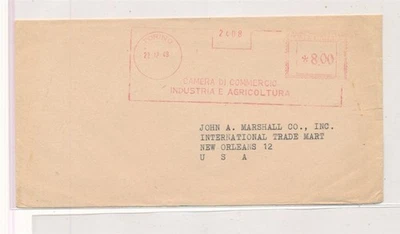 2608
*8.00
CAMERA DI COMMERCIO
INDUSTRIA E AGRICOLTURA
JOHN A. MARSHALL CO., INC.
INTERNATIONAL TRADE MART
NEW ORLEANS 12
U S A